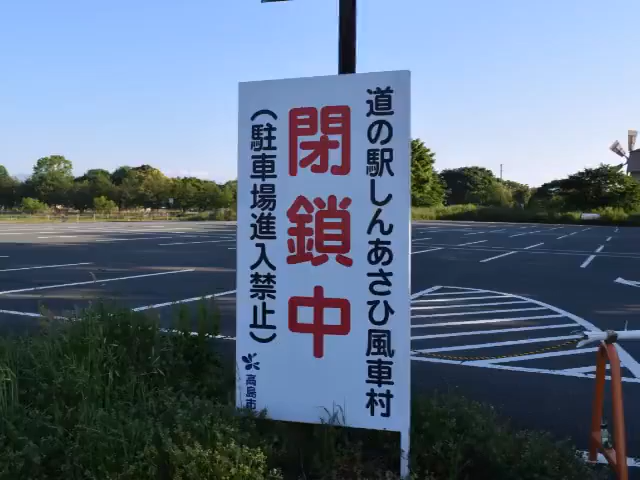 道の駅しんあさひ風車村
閉鎖中
（駐車場進入禁止）
高島市